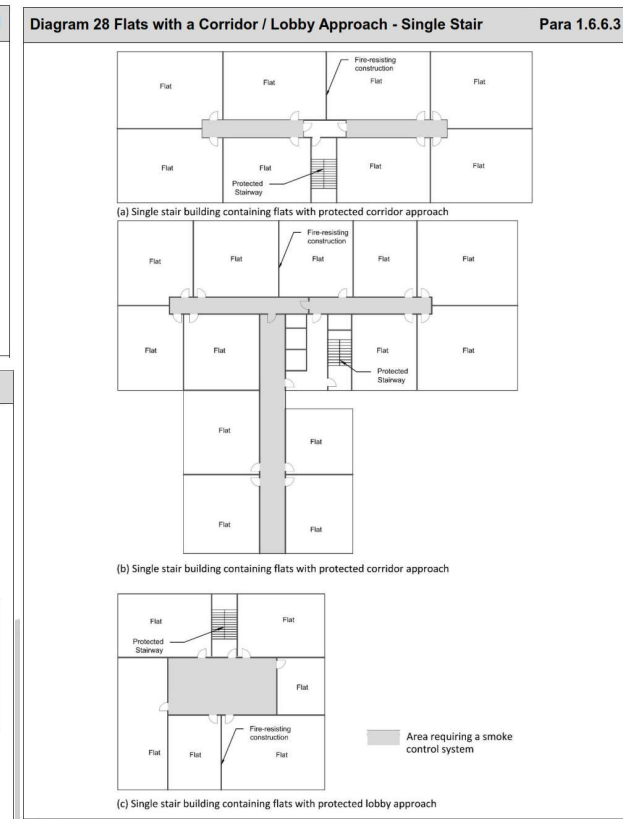 Diagram 28 Flats with a Corridor / Lobby Approach - Single Stair Para 1.6.6.3
Fire-resisting
construction
Flat
Flat
Flat
Flat
Flat
Flat
Flat
Flat
Protected
Stairway
(a) Single stair building containing flats with protected corridor approach
Fire-resisting
construction
Flat
Flat
Flat
Flat
Flat
Flat
Flat
Flat
Flat
Protected
Stairway
Flat
Flat
Flat
Flat
(b) Single stair building containing flats with protected corridor approach
Flat
Flat
Protected
Stairway
Flat
Fire-resisting
construction
Flat
Flat
Flat
Area requiring a smoke
control system
(c) Single stair building containing flats with protected lobby approach